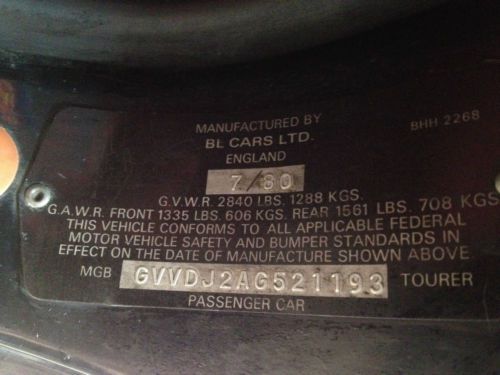 MANUFACTURED BY
BHH 2268
BL CARS LTD.
ENGLAND
7/80
G.V.W.R. 2840 LBS. 1288 KGS.
G.A.W.R. FRONT 1335 LBS. 606 KGS. REAR 1561 LBS. 708 KGS
THIS VEHICLE CONFORMS TO ALL APPLICABLE FEDERAL
MOTOR VEHICLE SAFETY AND BUMPER STANDARDS IN
EFFECT ON THE DATE OF MANUFACTURE SHOWN ABOVE
MGB GVVDJ2AG521193 TOURER
PASSENGER CAR